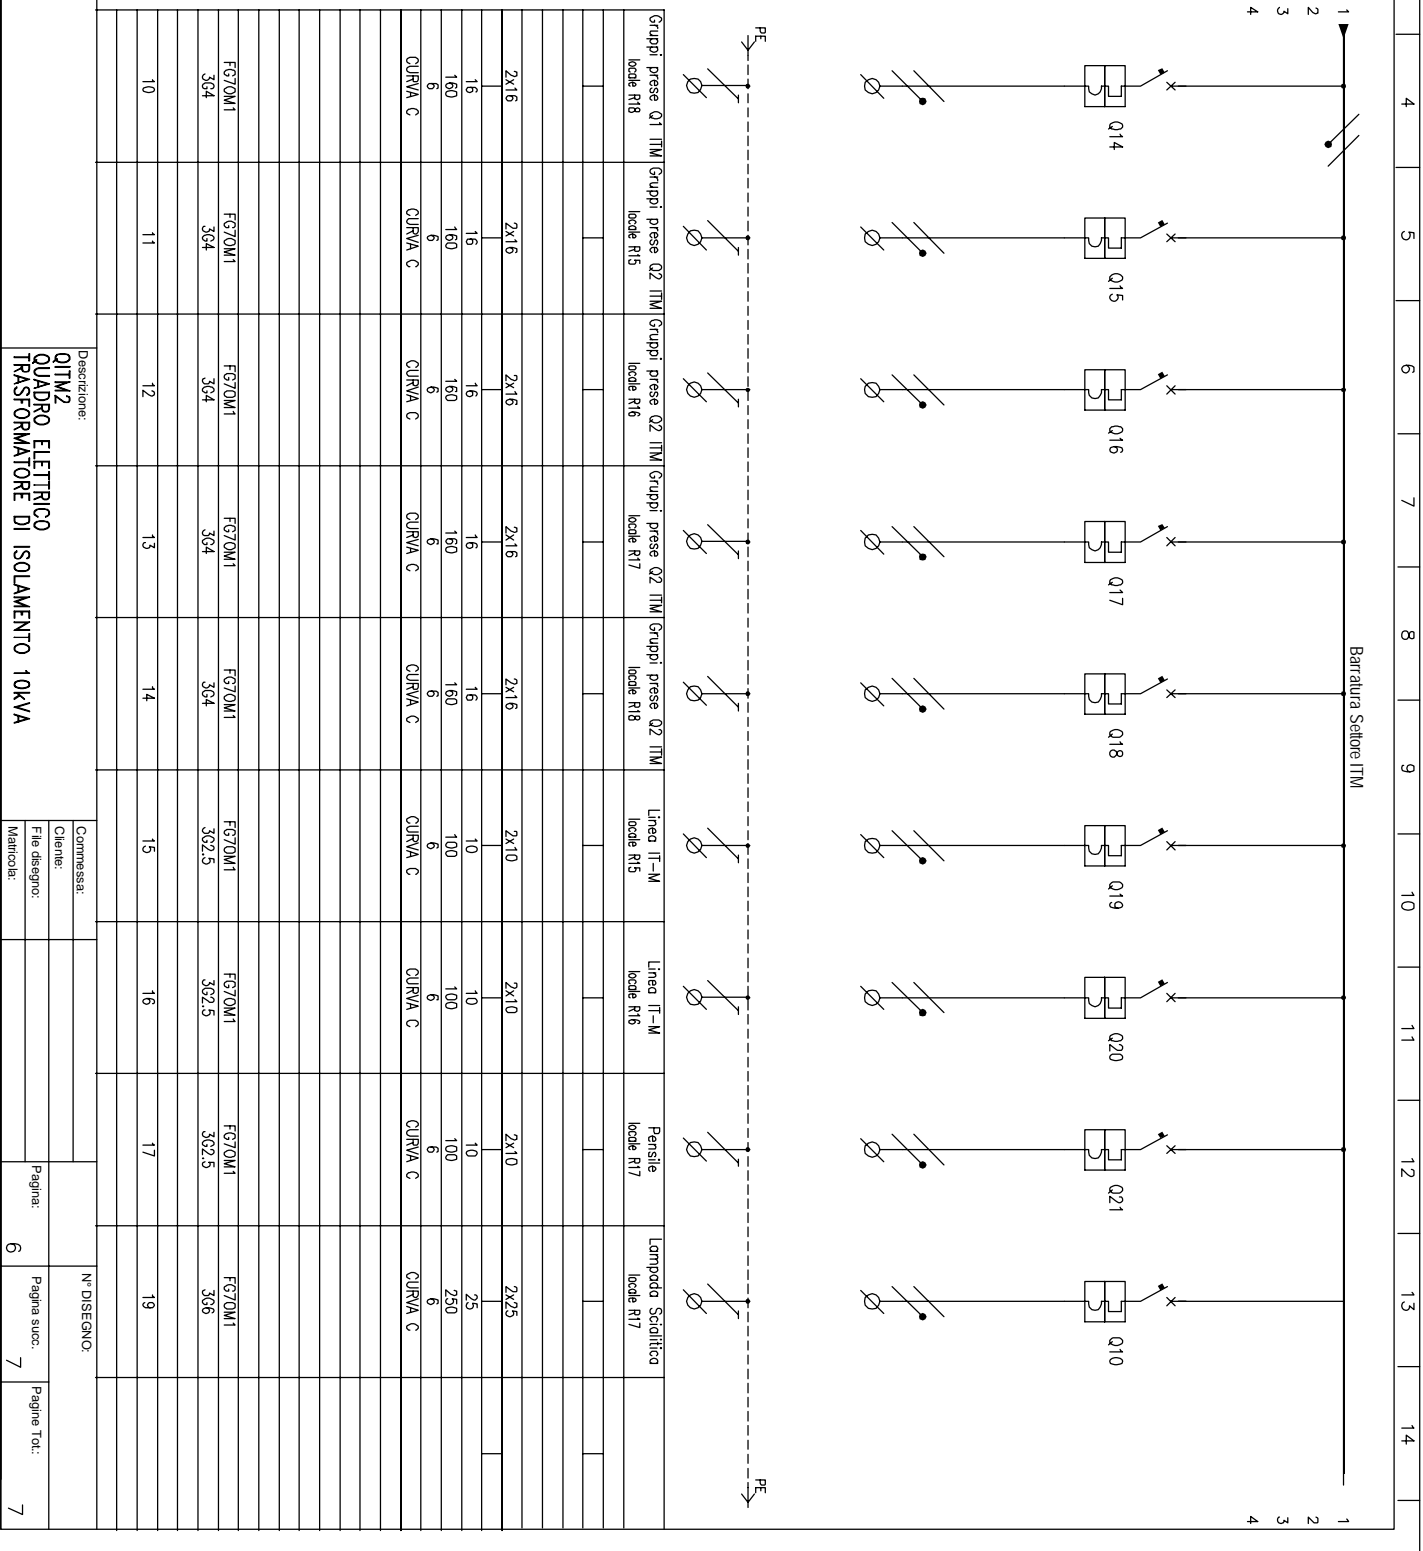 4 5 6 7 8 9 10 11 12 13 14
1 1
2 2
3 3
4 4
Barratura Settore ITM
Q14 Q15 Q16 Q17 Q18 Q19 Q20 Q21 Q10
PE PE
Gruppi prese Q1 ITM Gruppi prese Q2 ITM Gruppi prese Q2 ITM Gruppi prese Q2 ITM Gruppi prese Q2 ITM Linea IT-M Linea IT-M Pensile Lampada Scialitica
locale R18 locale R15 locale R16 locale R17 locale R18 locale R15 locale R16 locale R17 locale R17
2x16 2x16 2x16 2x16 2x16 2x10 2x10 2x10 2x25
16 16 16 16 16 10 10 10 25
160 160 160 160 160 100 100 100 250
6 6 6 6 6 6 6 6 6
CURVA C CURVA C CURVA C CURVA C CURVA C CURVA C CURVA C CURVA C CURVA C
FG7OM1 FG7OM1 FG7OM1 FG7OM1 FG7OM1 FG7OM1 FG7OM1 FG7OM1 FG7OM1
3G4 3G4 3G4 3G4 3G4 3G2.5 3G2.5 3G2.5 3G6
10 11 12 13 14 15 16 17 19
Descrizione:
QITM2
QUADRO ELETTRICO
TRASFORMATORE DI ISOLAMENTO 10kVA
Commessa:
Cliente:
File disegno:
Matricola:
N° DISEGNO:
Pagina: 6
Pagina succ. 7
Pagine Tot.: 7